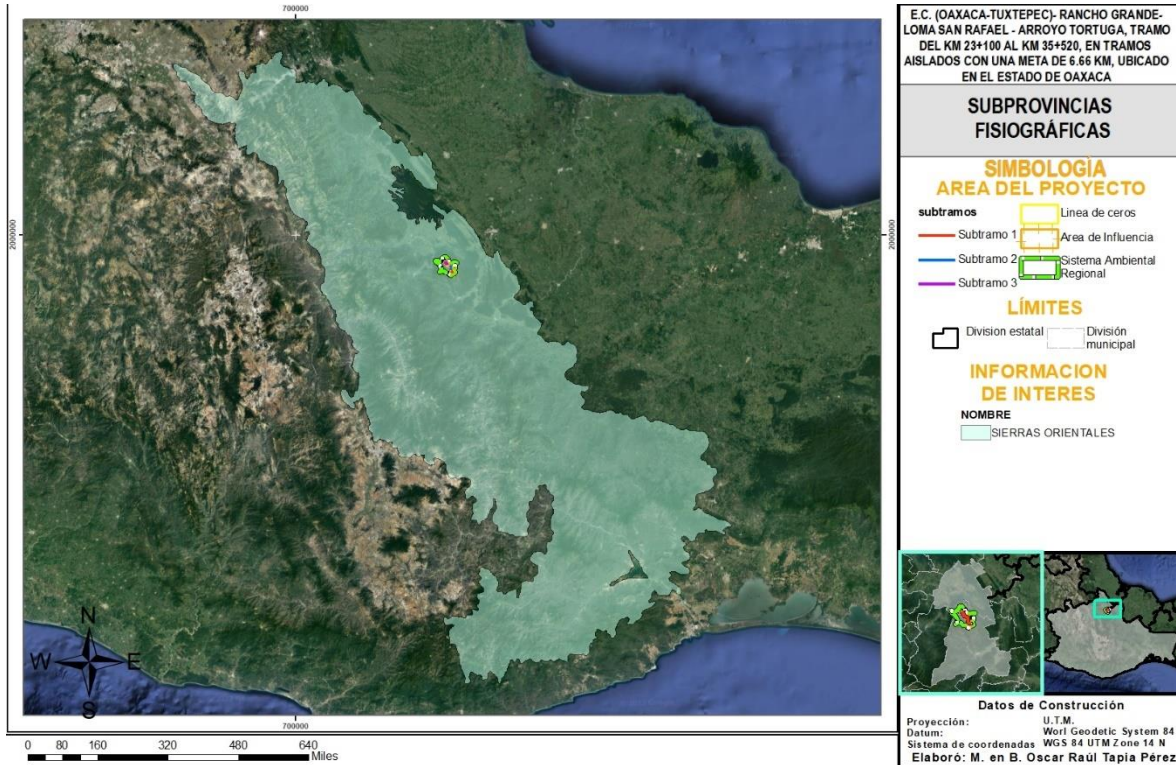 700000
2000000
2000000
N
W E
S
700000
0 80 160 320 480 640
Miles
E.C. (OAXACA-TUXTEPEC)- RANCHO GRANDE-
LOMA SAN RAFAEL - ARROYO TORTUGA, TRAMO
DEL KM 23+100 AL KM 35+520, EN TRAMOS
AISLADOS CON UNA META DE 6.66 KM, UBICADO
EN EL ESTADO DE OAXACA
SUBPROVINCIAS
FISIOGRÁFICAS
SIMBOLOGÍA
AREA DEL PROYECTO
subtramos
Subtramo 1
Subtramo 2
Subtramo 3
Linea de ceros
Area de Influencia
Sistema Ambiental
Regional
LÍMITES
Division estatal
División
municipal
INFORMACION
DE INTERES
NOMBRE
SIERRAS ORIENTALES
Datos de Construcción
Proyección: U.T.M.
Datum: Worl Geodetic System 84
Sistema de coordenadas WGS 84 UTM Zone 14 N
Elaboró: M. en B. Oscar Raúl Tapia Pérez